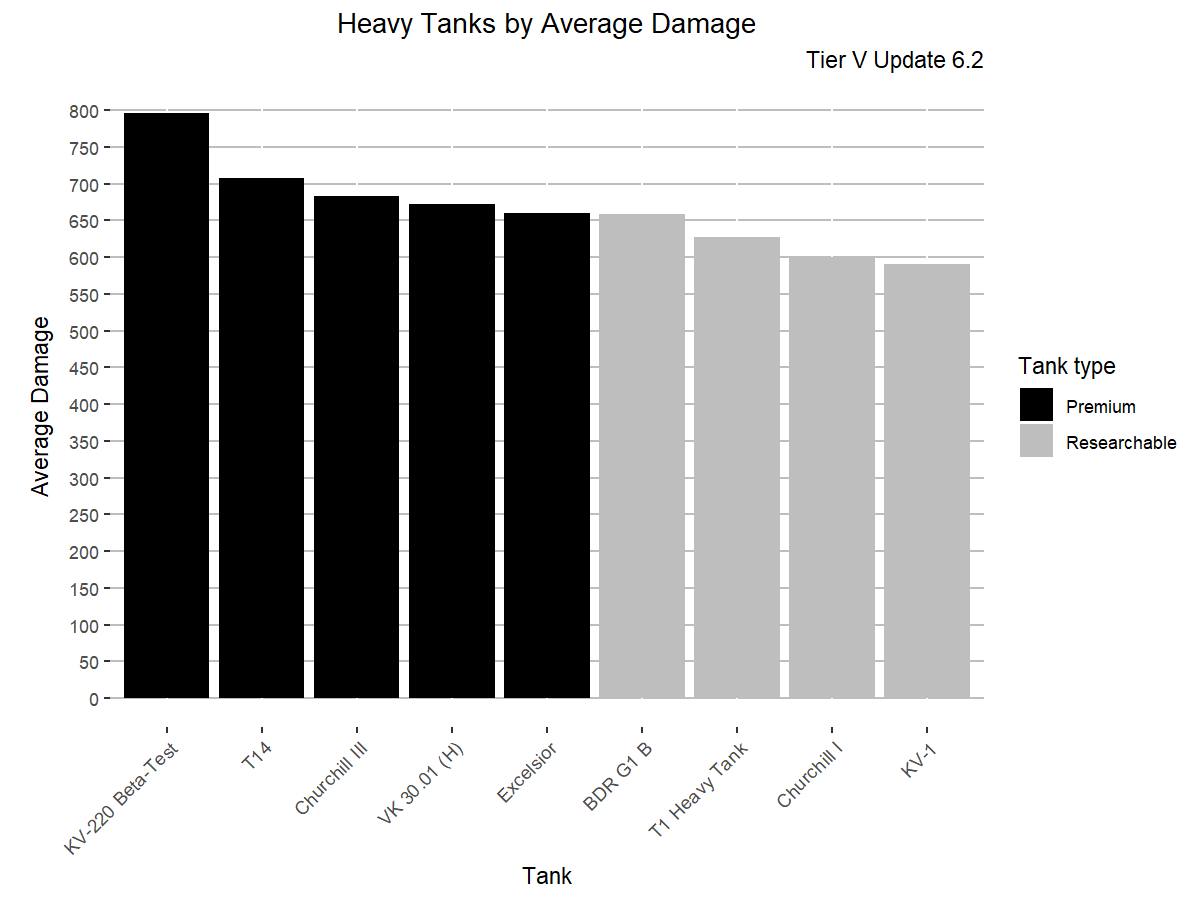 Heavy Tanks by Average Damage
Tier V Update 6.2
Average Damage
800
750
700
650
600
550
500
450
400
350
300
250
200
150
100
50
0
KV-220 Beta-Test
T14
Churchill III
VK 30.01 (H)
Excelsior
BDR G1 B
T1 Heavy Tank
Churchill I
KV-1
Tank
Tank type
Premium
Researchable